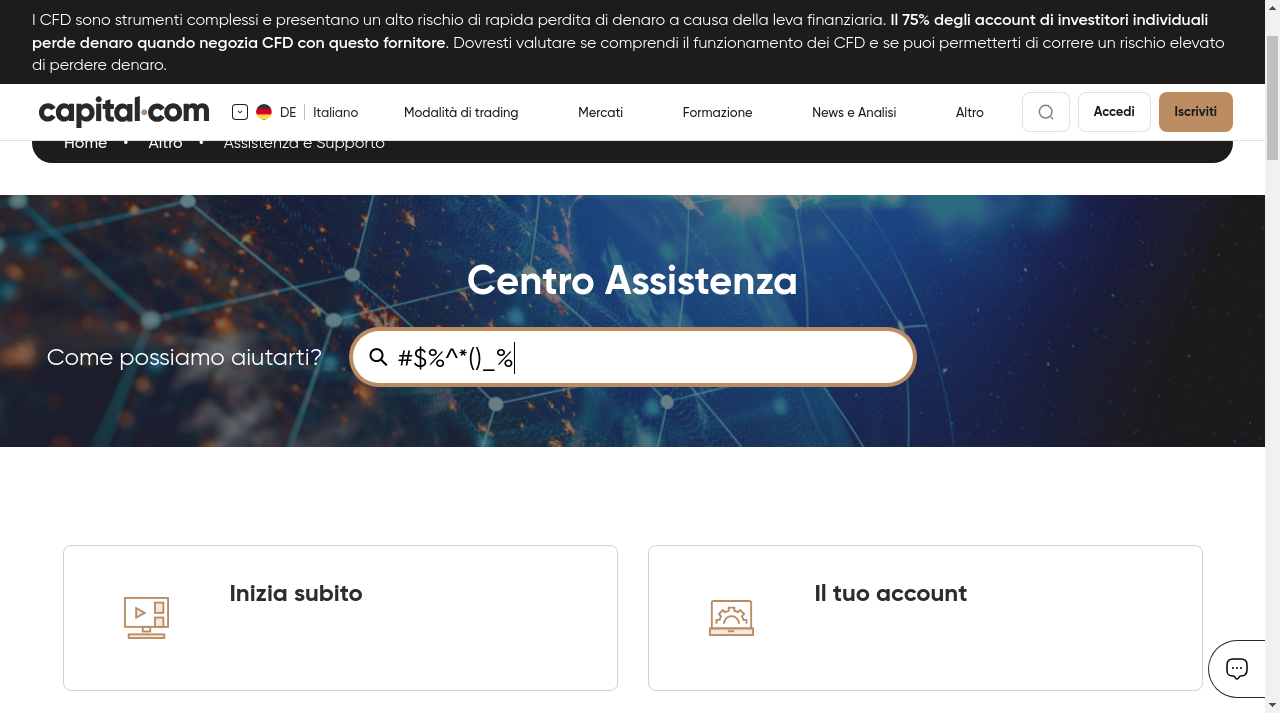 I CFD sono strumenti complessi e presentano un alto rischio di rapida perdita di denaro a causa della leva finanziaria. Il 75% degli account di investitori individuali
perde denaro quando negozia CFD con questo fornitore. Dovresti valutare se comprendi il funzionamento dei CFD e se puoi permetterti di correre un rischio elevato
di perdere denaro.
capital.com DE Italiano Modalità di trading Mercati Formazione News e Analisi Altro Accedi Iscriviti
Home • Altro • Assistenza e Supporto
Centro Assistenza
Come possiamo aiutarti? #$%^*()_%
Inizia subito Il tuo account